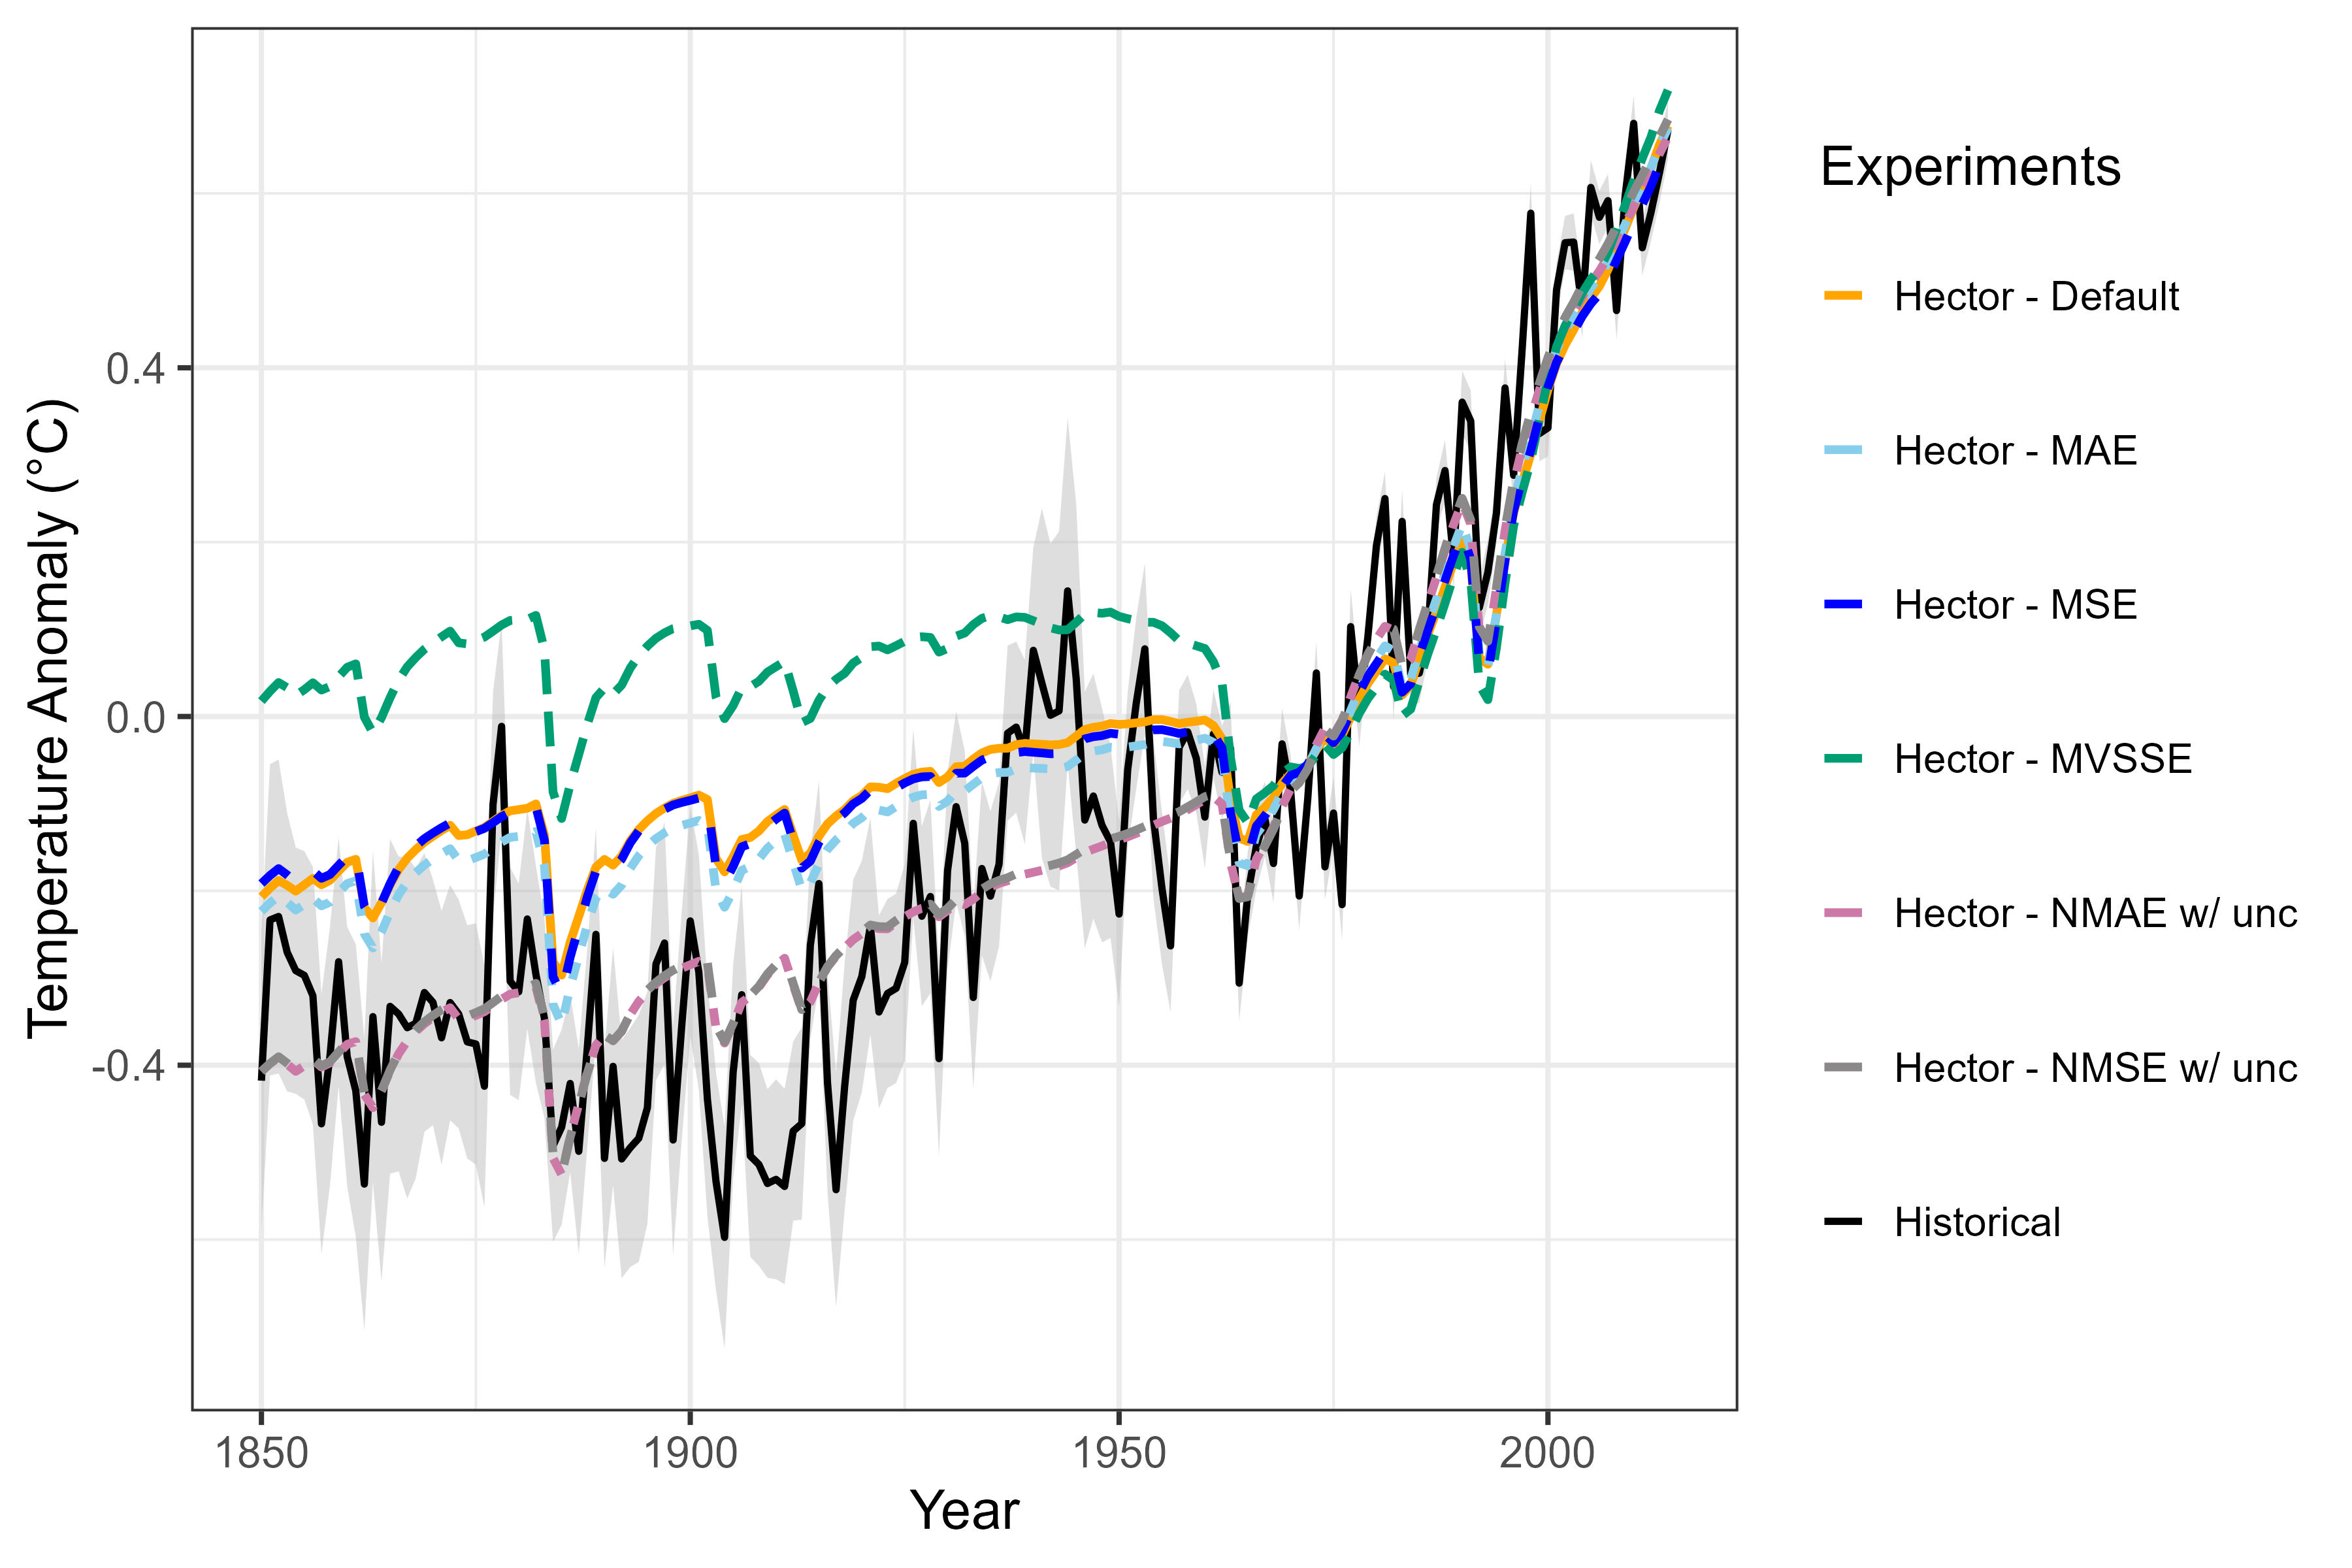 Temperature Anomaly (°C)
0.4
0.0
-0.4
1850
1900
1950
2000
Year
Experiments
Hector - Default
Hector - MAE
Hector - MSE
Hector - MVSSE
Hector - NMAE w/ unc
Hector - NMSE w/ unc
Historical